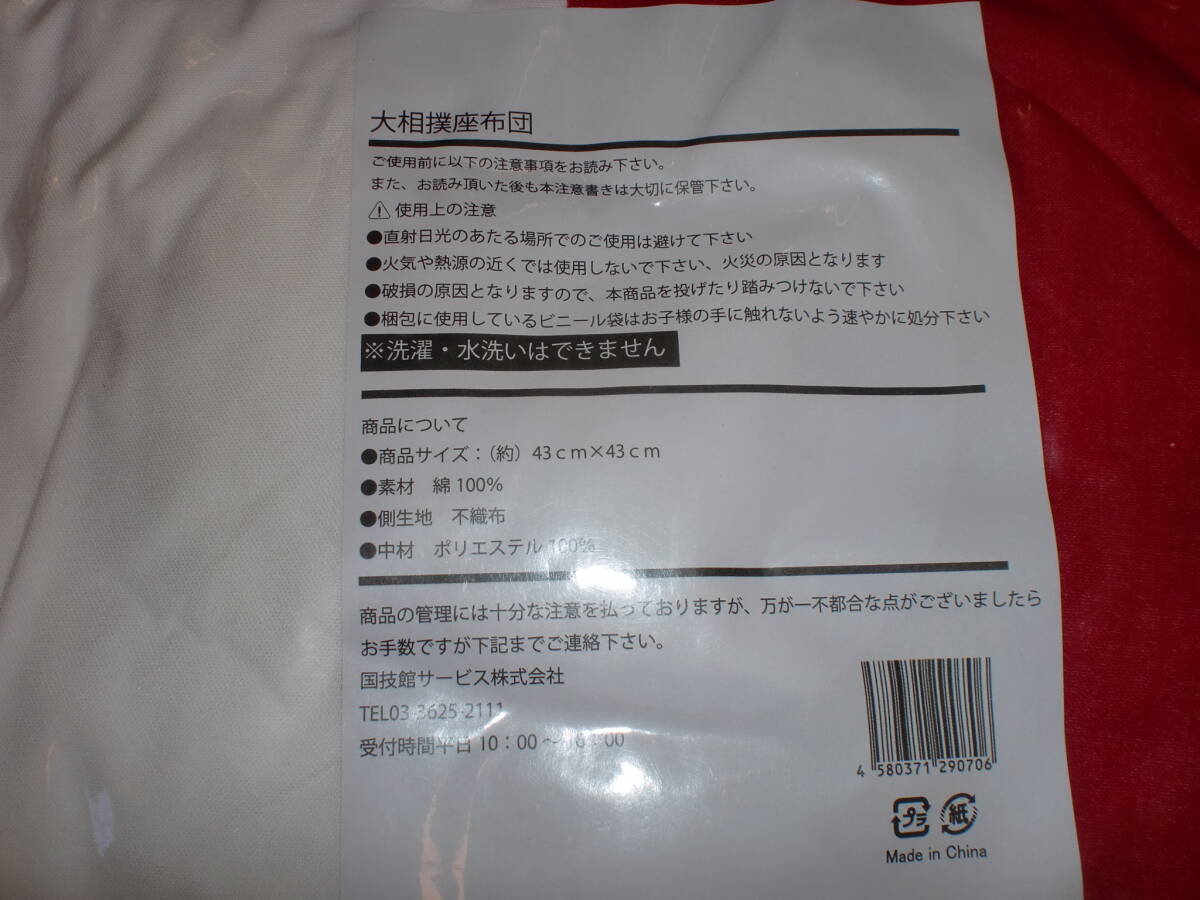 大相撲座布団
ご使用前に以下の注意事項をお読み下さい。
また、お読み頂いた後も本注意書きは大切に保管下さい。
⚠使用上の注意
●直射日光のあたる場所でのご使用は避けて下さい
●火気や熱源の近くでは使用しないで下さい、火災の原因となります
●破損の原因となりますので、本商品を投げたり踏みつけないで下さい
●梱包に使用しているビニール袋はお子様の手に触れないよう速やかに処分下さい
※洗濯・水洗いはできません
商品について
●商品サイズ：（約）43ｃｍ×43ｃｍ
●素材　綿100%
●側生地　不織布
●中材　ポリエステル100%
商品の管理には十分な注意を払っておりますが、万が一不都合な点がございましたら
お手数ですが下記までご連絡下さい。
国技館サービス株式会社
TEL03-3625-2111
受付時間平日10：00～16：00
4 580371 290706
プラ 紙
Made in China